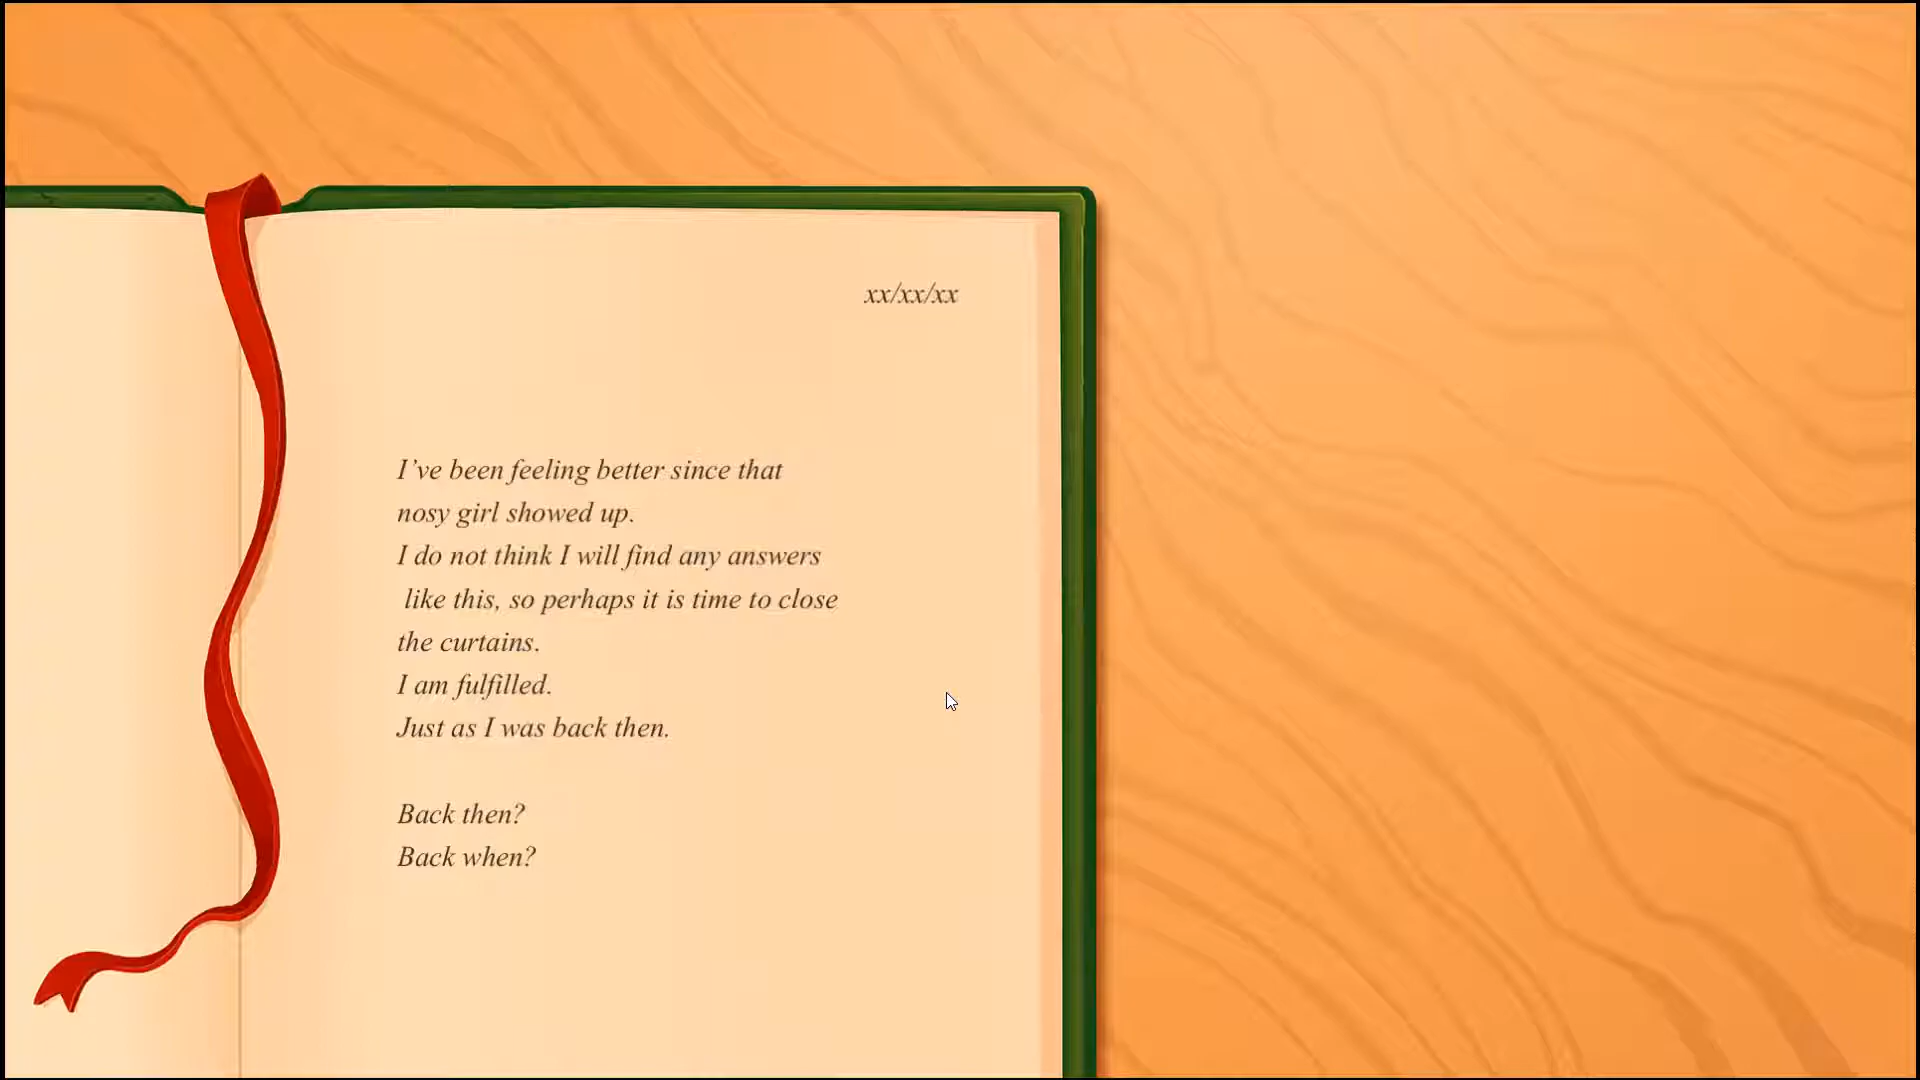 xx/xx/xx
I've been feeling better since that
nosy girl showed up.
I do not think I will find any answers
like this, so perhaps it is time to close
the curtains.
I am fulfilled.
Just as I was back then.
Back then?
Back when?